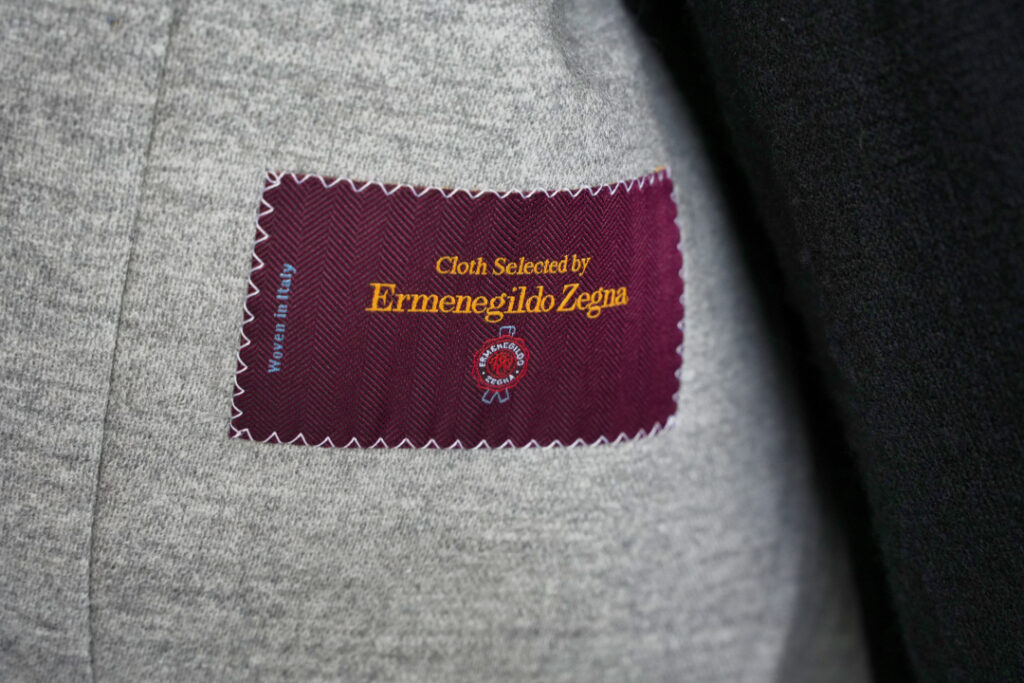 Woven in Italy
Cloth Selected by
Ermenegildo Zegna
ERMENEGILDO
ZEGNA